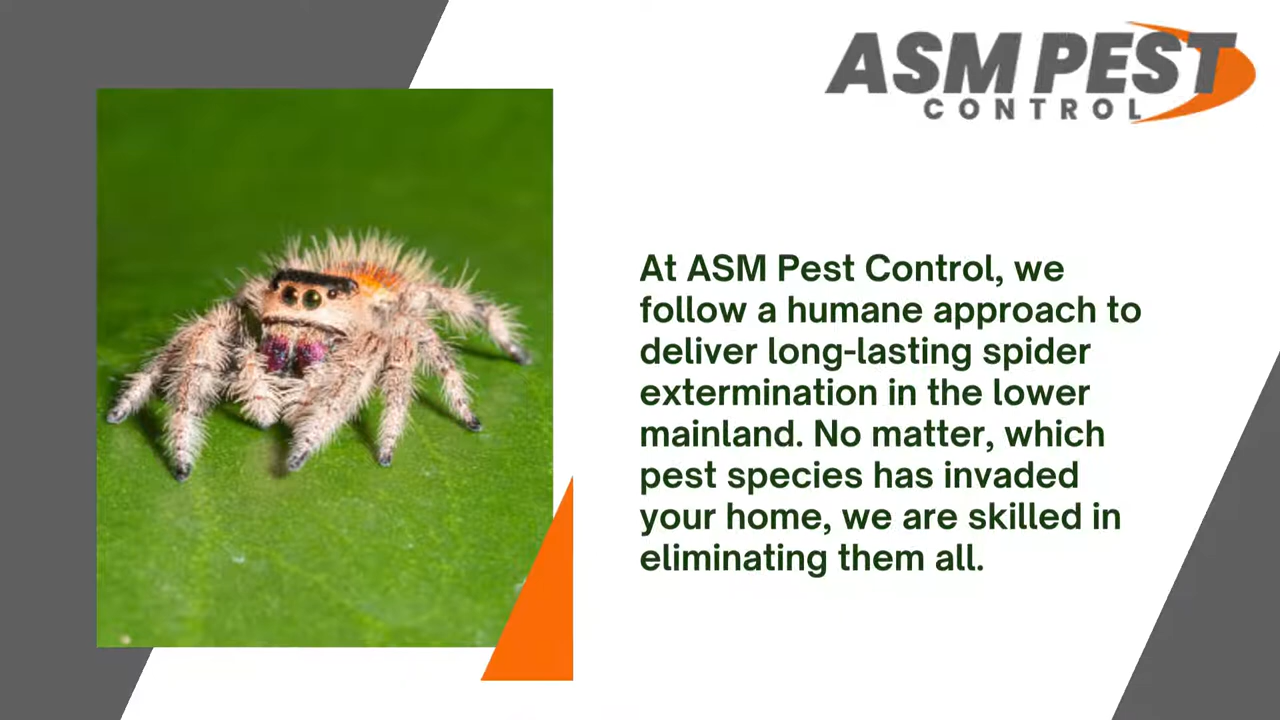 ASM PEST
CONTROL
At ASM Pest Control, we
follow a humane approach to
deliver long-lasting spider
extermination in the lower
mainland. No matter, which
pest species has invaded
your home, we are skilled in
eliminating them all.